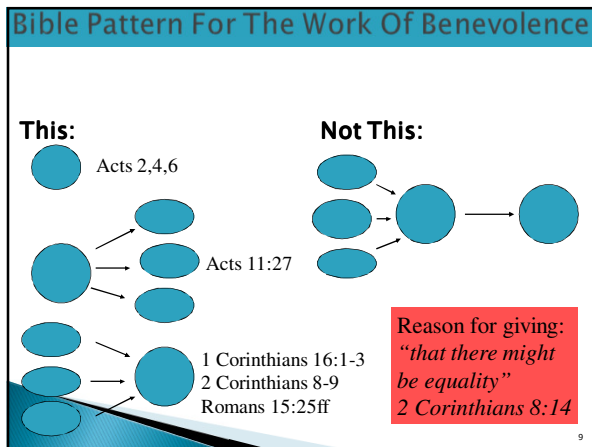 Bible Pattern For The Work Of Benevolence
This:
Acts 2,4,6
Acts 11:27
1 Corinthians 16:1-3
2 Corinthians 8-9
Romans 15:25ff
Not This:
Reason for giving:
“that there might
be equality”
2 Corinthians 8:14
9